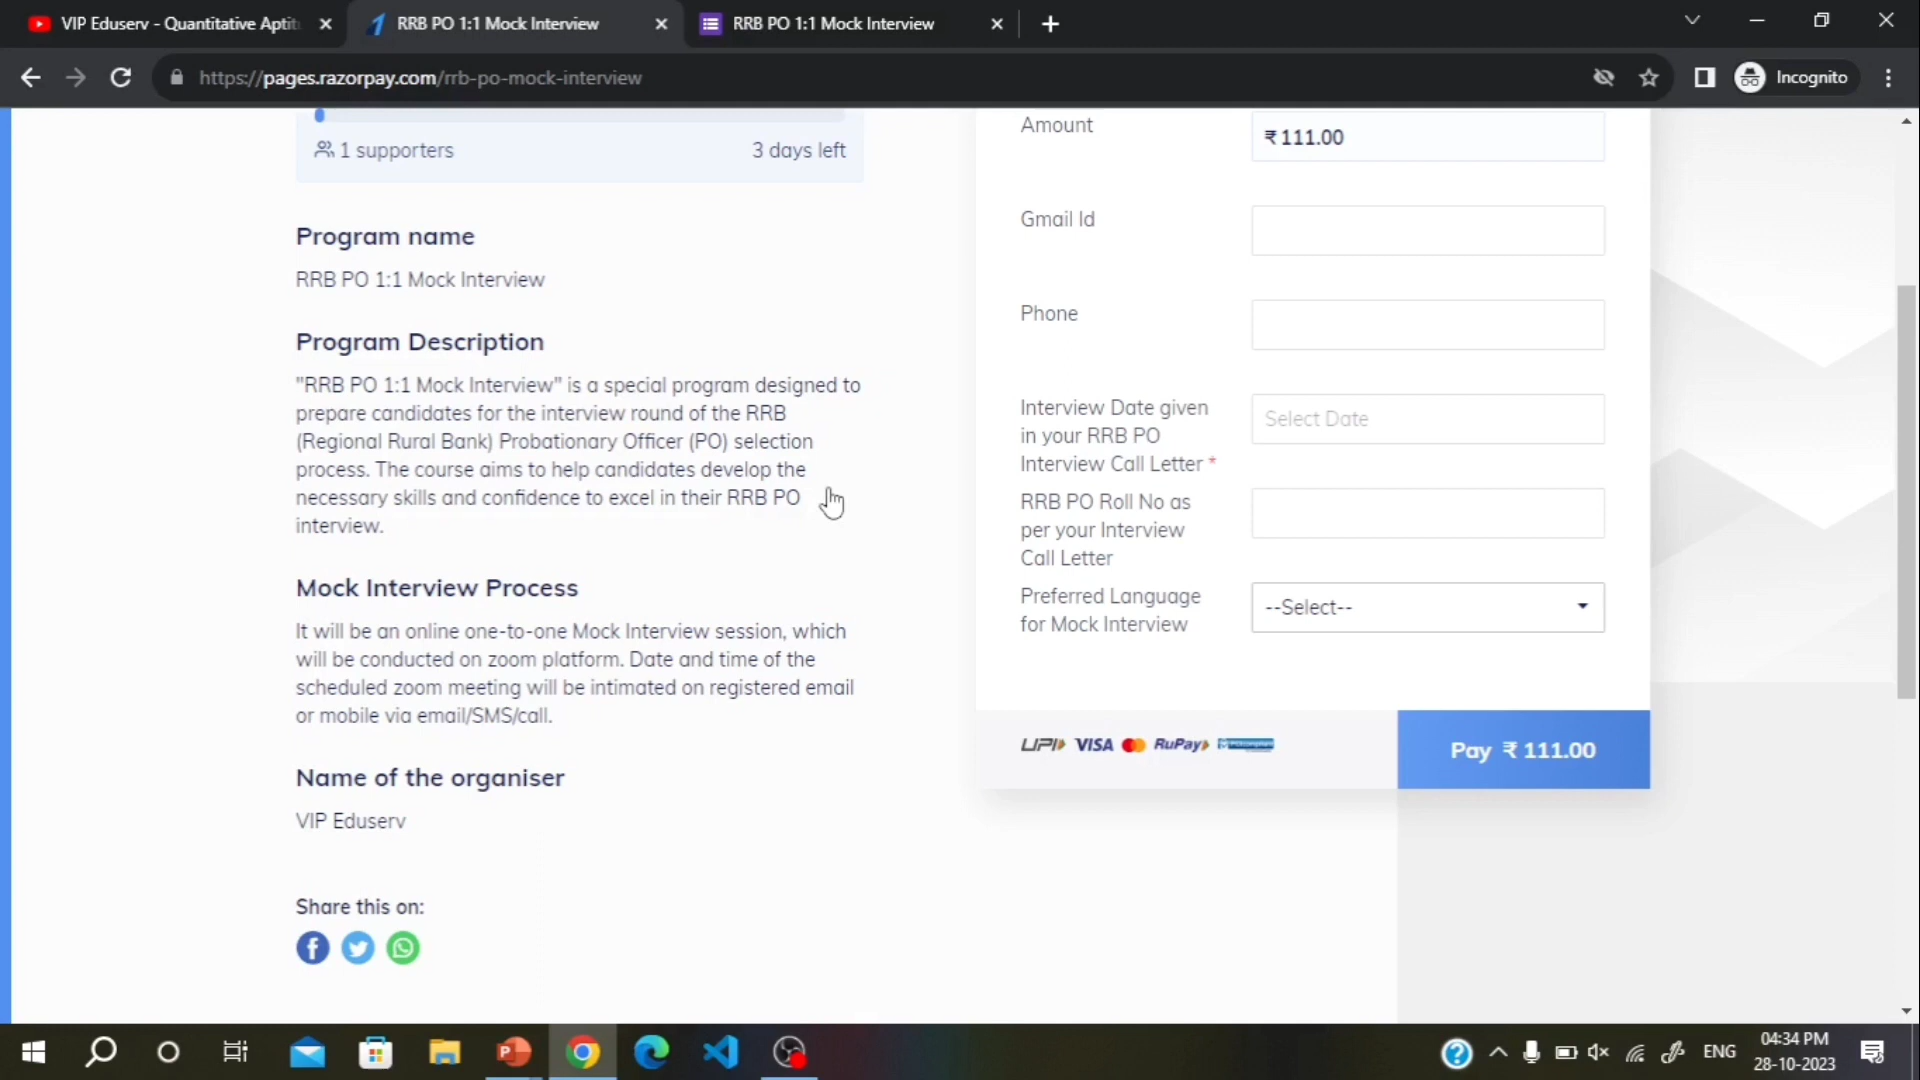 VIP Eduserv - Quantitative Aptit
RRB PO 1:1 Mock Interview
RRB PO 1:1 Mock Interview
https://pages.razorpay.com/rrb-po-mock-interview
Incognito
1 supporters
3 days left
Program name
RRB PO 1:1 Mock Interview
Program Description
"RRB PO 1:1 Mock Interview" is a special program designed to
prepare candidates for the interview round of the RRB
(Regional Rural Bank) Probationary Officer (PO) selection
process. The course aims to help candidates develop the
necessary skills and confidence to excel in their RRB PO
interview.
Mock Interview Process
It will be an online one-to-one Mock Interview session, which
will be conducted on zoom platform. Date and time of the
scheduled zoom meeting will be intimated on registered email
or mobile via email/SMS/call.
Name of the organiser
VIP Eduserv
Share this on:
Amount
₹ 111.00
Gmail Id
Phone
Interview Date given
in your RRB PO
Interview Call Letter *
Select Date
RRB PO Roll No as
per your Interview
Call Letter
Preferred Language
for Mock Interview
--Select--
UPI VISA RuPay
Pay ₹ 111.00
ENG
04:34 PM
28-10-2023